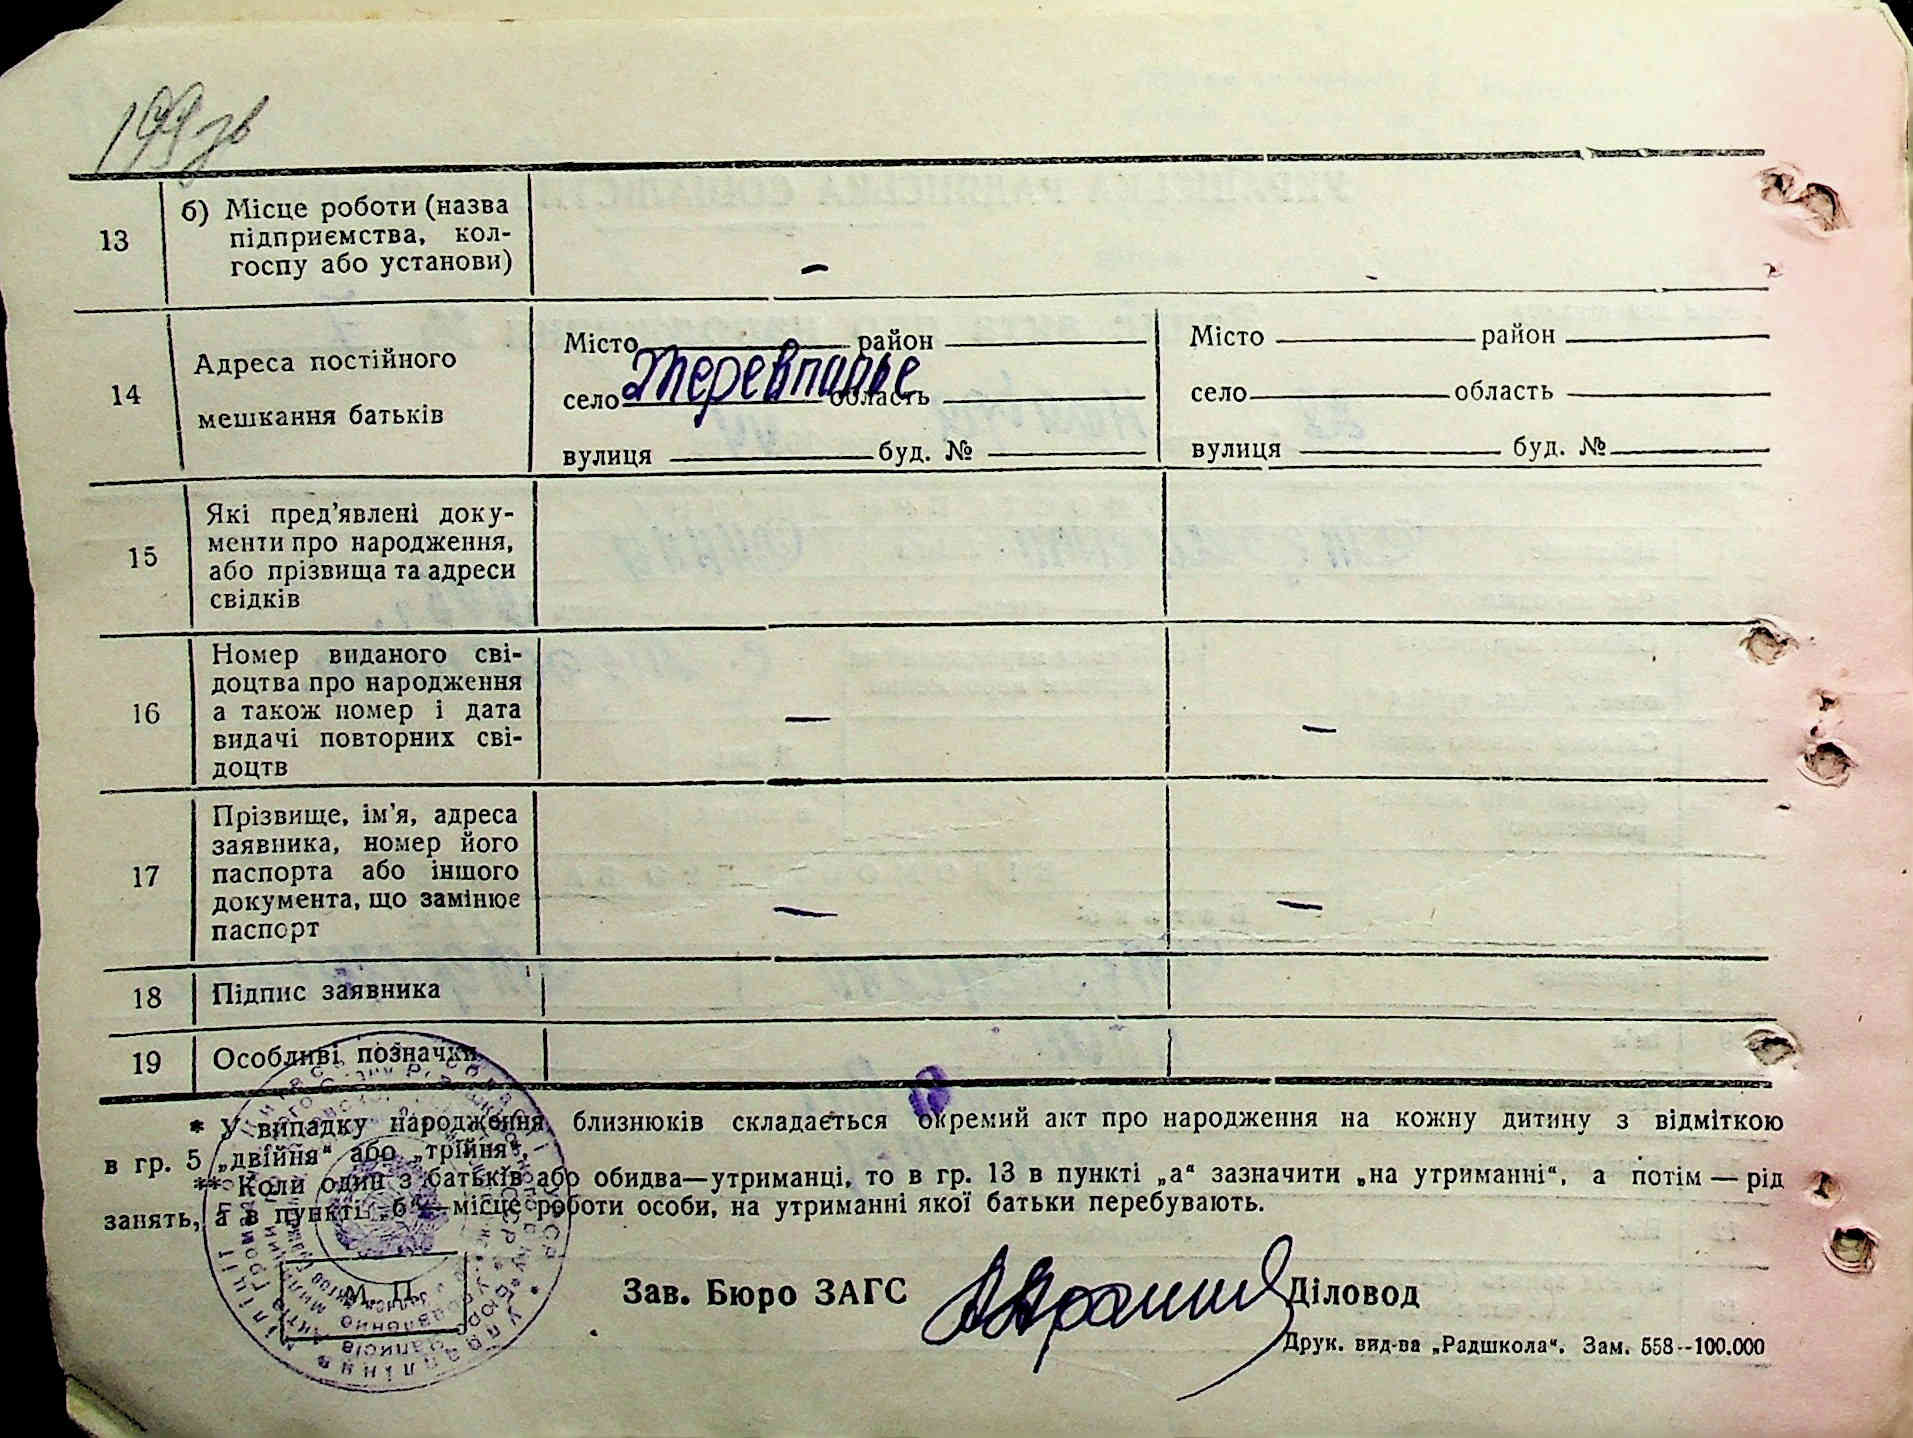 199 зв
13 б) Місце роботи (назва
підприємства, кол-
госпу або установи)
–
14 Адреса постійного
мешкання батьків
Місто район
село Теревпилье область
вулиця буд. №
Місто район
село область
вулиця буд. №
15 Які пред'явлені доку-
менти про народження,
або прізвища та адреси
свідків
16 Номер виданого сві-
доцтва про народження
а також номер і дата
видачі повторних сві-
доцтв
– –
17 Прізвище, ім'я, адреса
заявника, номер його
паспорта або іншого
документа, що замінює
паспорт
– –
18 Підпис заявника
19 Особливі позначки
* У випадку народження близнюків складається окремий акт про народження на кожну дитину з відміткою
в гр. 5 „двійня“ або „трійня“.
** Коли один з батьків або обидва—утриманці, то в гр. 13 в пункті „а“ зазначити „на утриманні“, а потім — рід
занять, а в пункті „б“—місце роботи особи, на утриманні якої батьки перебувають.
М. П.
Зав. Бюро ЗАГС Діловод
Друк. вид-ва „Радшкола“. Зам. 558--100.000